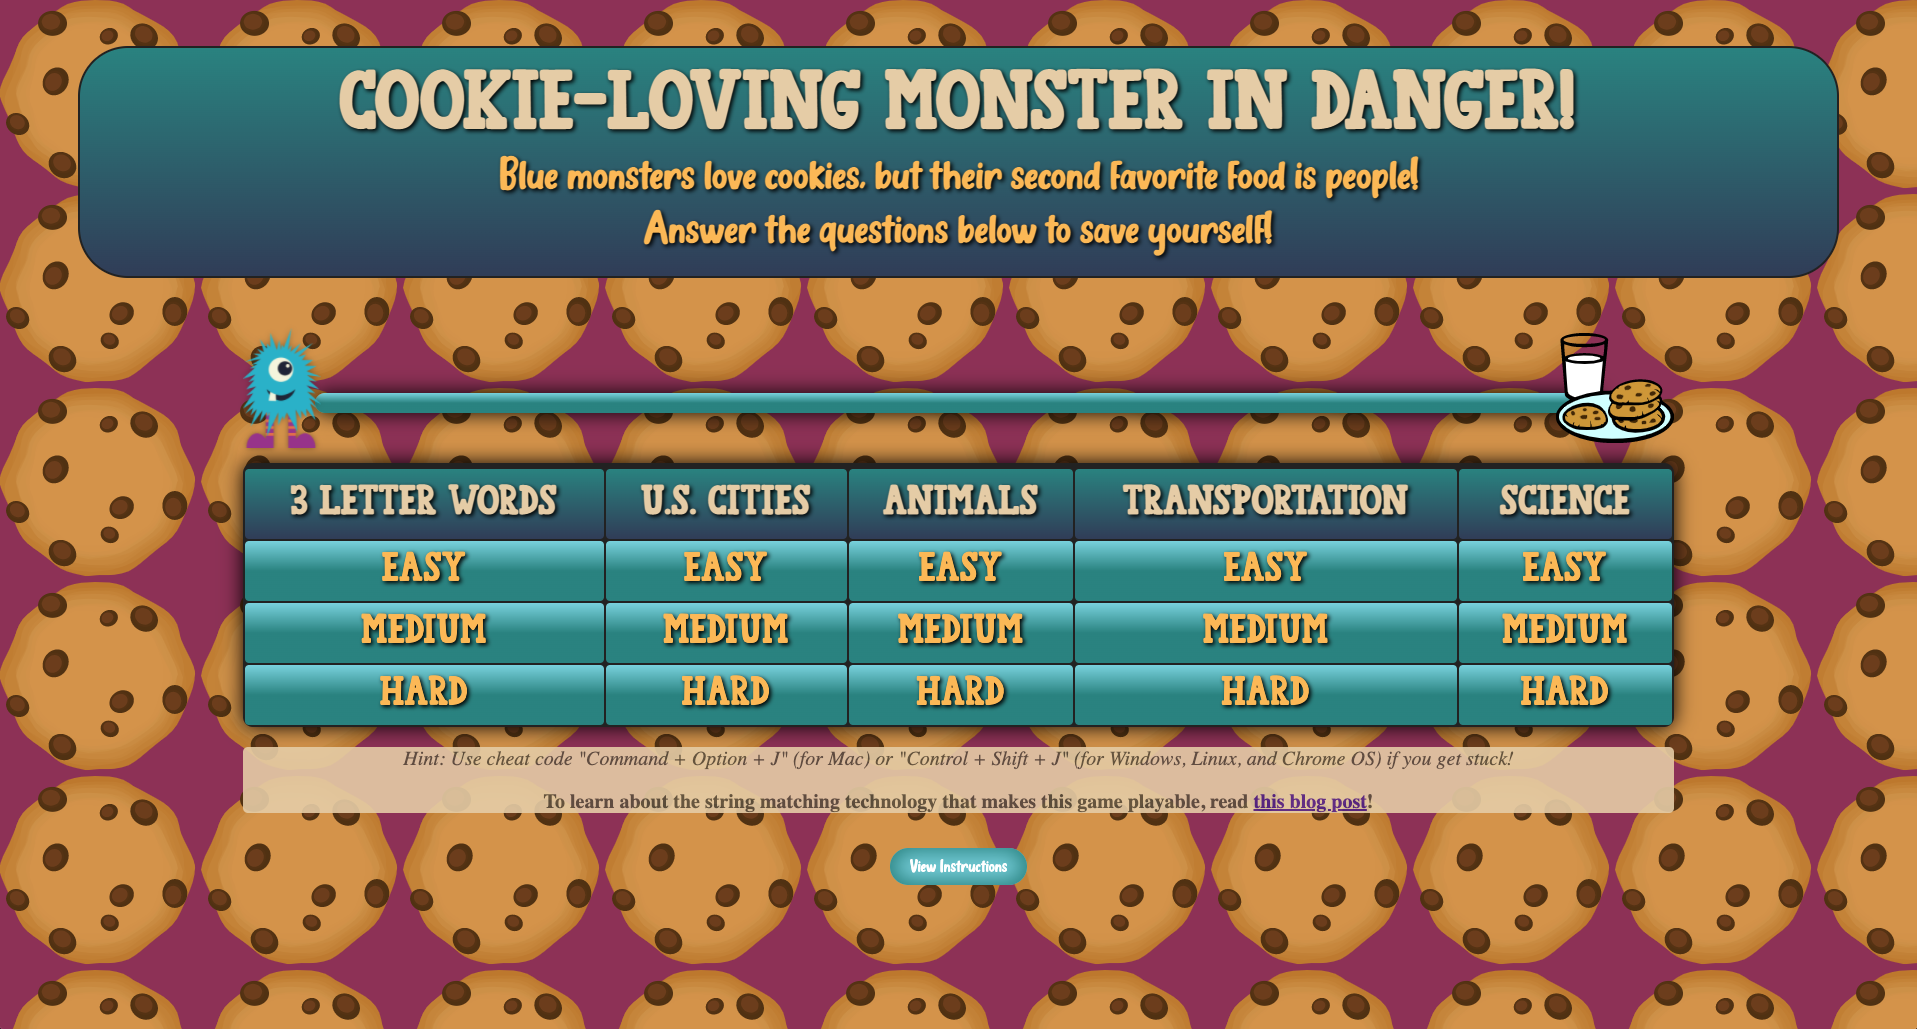 COOKIE-LOVING MONSTER IN DANGER!
Blue monsters love cookies, but their second favorite food is people!
Answer the questions below to save yourself!
3 LETTER WORDS U.S. CITIES ANIMALS TRANSPORTATION SCIENCE
EASY EASY EASY EASY EASY
MEDIUM MEDIUM MEDIUM MEDIUM MEDIUM
HARD HARD HARD HARD HARD
Hint: Use cheat code "Command + Option + J" (for Mac) or "Control + Shift + J" (for Windows, Linux, and Chrome OS) if you get stuck!
To learn about the string matching technology that makes this game playable, read this blog post!
View Instructions